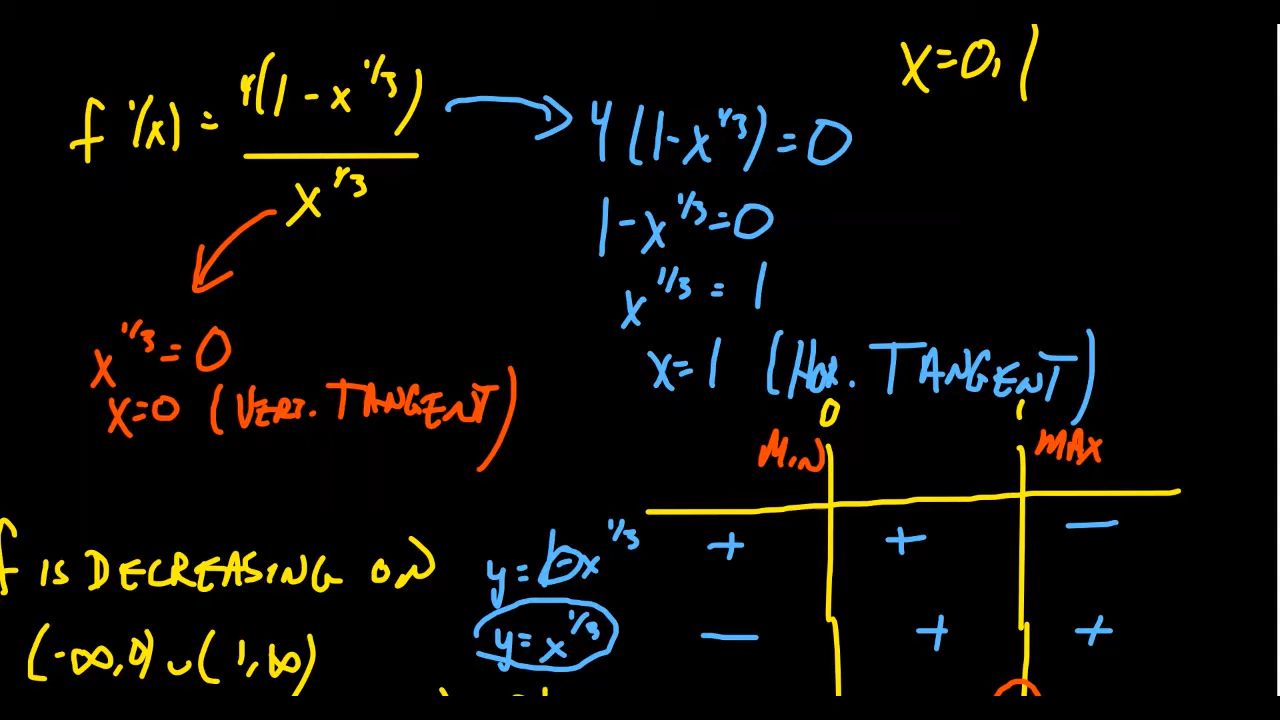 x=0,1
f'(x) = 4(1-x^1/3) / x^1/3
4(1-x^1/3)=0
1-x^1/3=0
x^1/3 = 1
x=1 (HOR. TANGENT)
x^1/3 = 0
x=0 (VERT. TANGENT)
0 1
MIN MAX
+ + −
− + +
y = 6x^1/3
y = x^1/3
f IS DECREASING ON
(-∞,0)∪(1,∞)